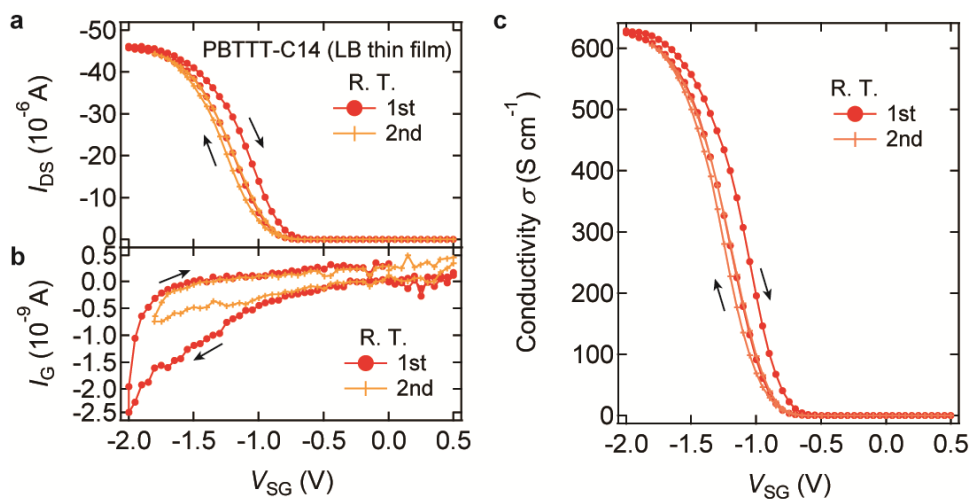 a
-50
-40
-30
-20
-10
0
I_DS (10^-6 A)
PBTTT-C14 (LB thin film)
R. T.
1st
2nd
b
0.5
0.0
-0.5
-1.0
-1.5
-2.0
-2.5
I_G (10^-9 A)
R. T.
1st
2nd
-2.0 -1.5 -1.0 -0.5 0.0 0.5
V_SG (V)
c
600
500
400
300
200
100
0
Conductivity σ (S cm^-1)
R. T.
1st
2nd
-2.0 -1.5 -1.0 -0.5 0.0 0.5
V_SG (V)